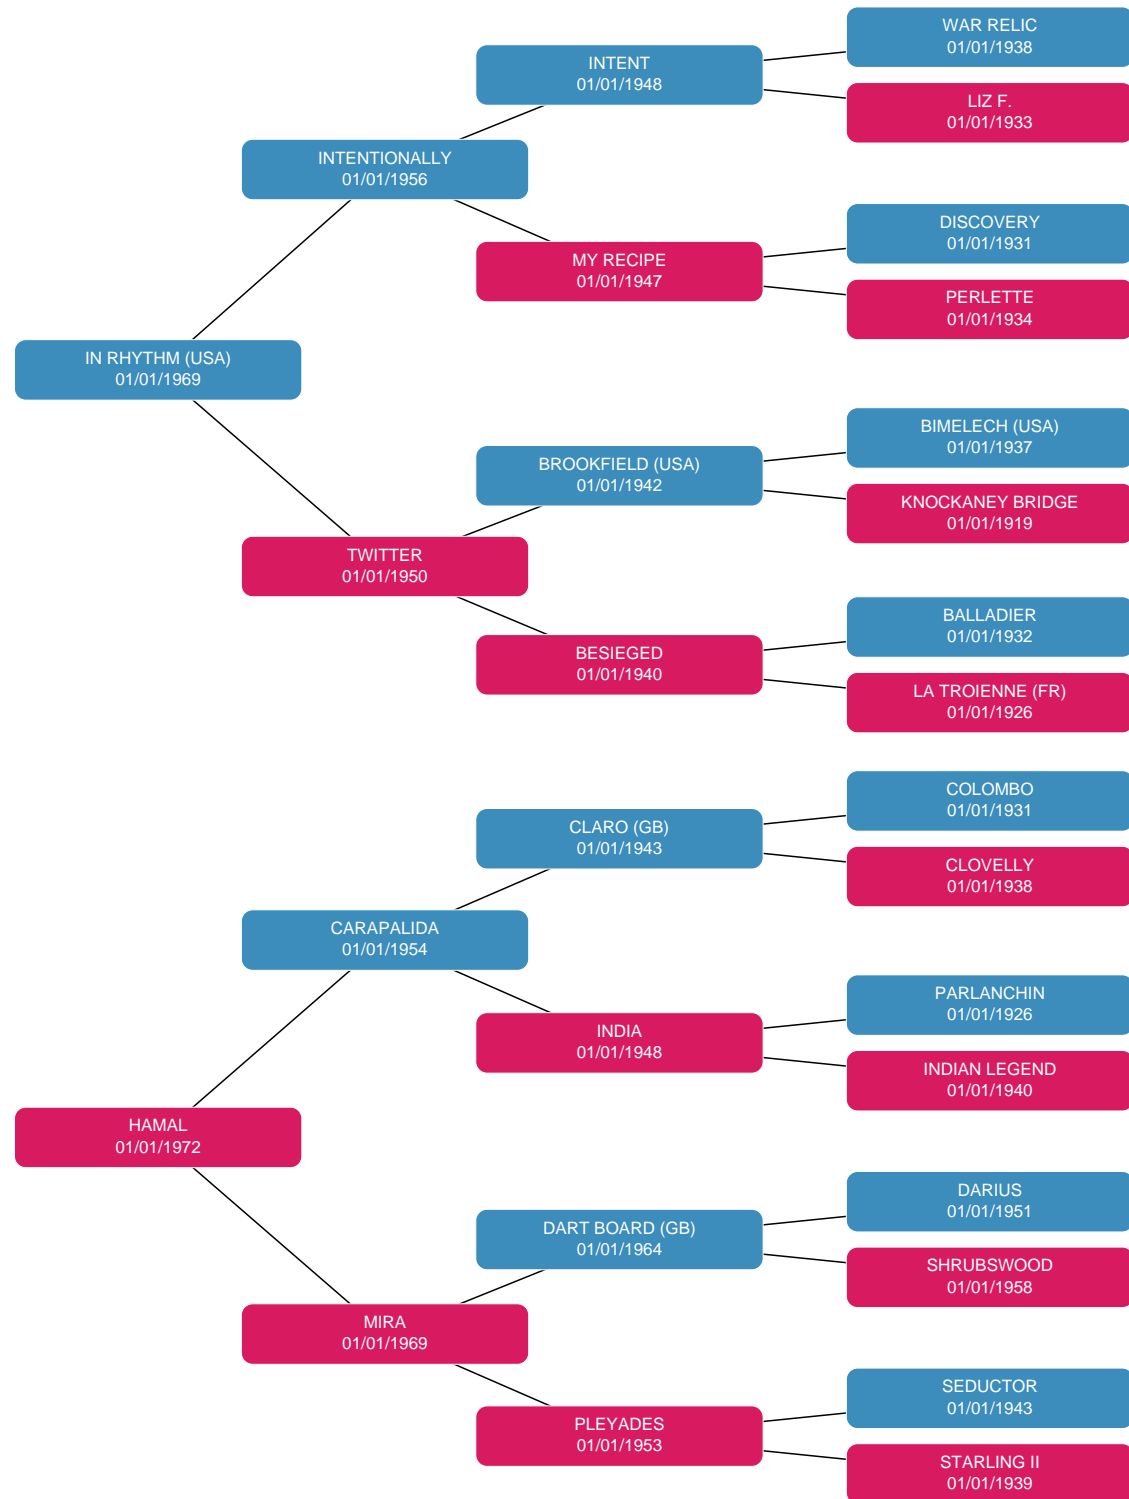 WAR RELIC
01/01/1938
INTENT
01/01/1948
LIZ F.
01/01/1933
INTENTIONALLY
01/01/1956
DISCOVERY
01/01/1931
MY RECIPE
01/01/1947
PERLETTE
01/01/1934
IN RHYTHM (USA)
01/01/1969
BIMELECH (USA)
01/01/1937
BROOKFIELD (USA)
01/01/1942
KNOCKANEY BRIDGE
01/01/1919
TWITTER
01/01/1950
BALLADIER
01/01/1932
BESIEGED
01/01/1940
LA TROIENNE (FR)
01/01/1926
COLOMBO
01/01/1931
CLARO (GB)
01/01/1943
CLOVELLY
01/01/1938
CARAPALIDA
01/01/1954
PARLANCHIN
01/01/1926
INDIA
01/01/1948
INDIAN LEGEND
01/01/1940
HAMAL
01/01/1972
DARIUS
01/01/1951
DART BOARD (GB)
01/01/1964
SHRUBSWOOD
01/01/1958
MIRA
01/01/1969
SEDUCTOR
01/01/1943
PLEYADES
01/01/1953
STARLING II
01/01/1939